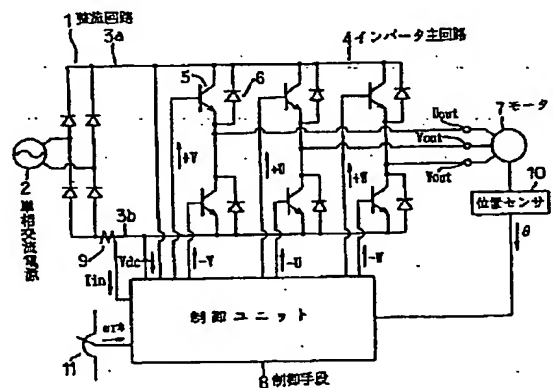 1 整流回路
3a
4 インバータ主回路
5
6
7 モータ
Uout
Vout
Wout
+V
+U
+W
10
位置センサ
θ
2 単相交流電源
9
3b
Vdc
Iin
-V
-U
-W
制御ユニット
11
ωr*
8 制御手段